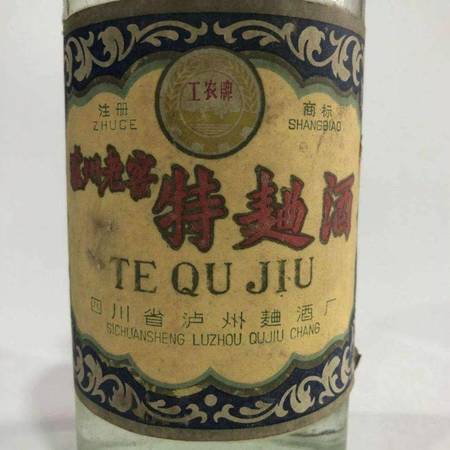 工农牌
注册 商标
ZHUCE SHANGBIAO
泸州老窖 特麯酒
TE QU JIU
四川省泸州麯酒厂
SICHUANSHENG LUZHOU QUJIU CHANG